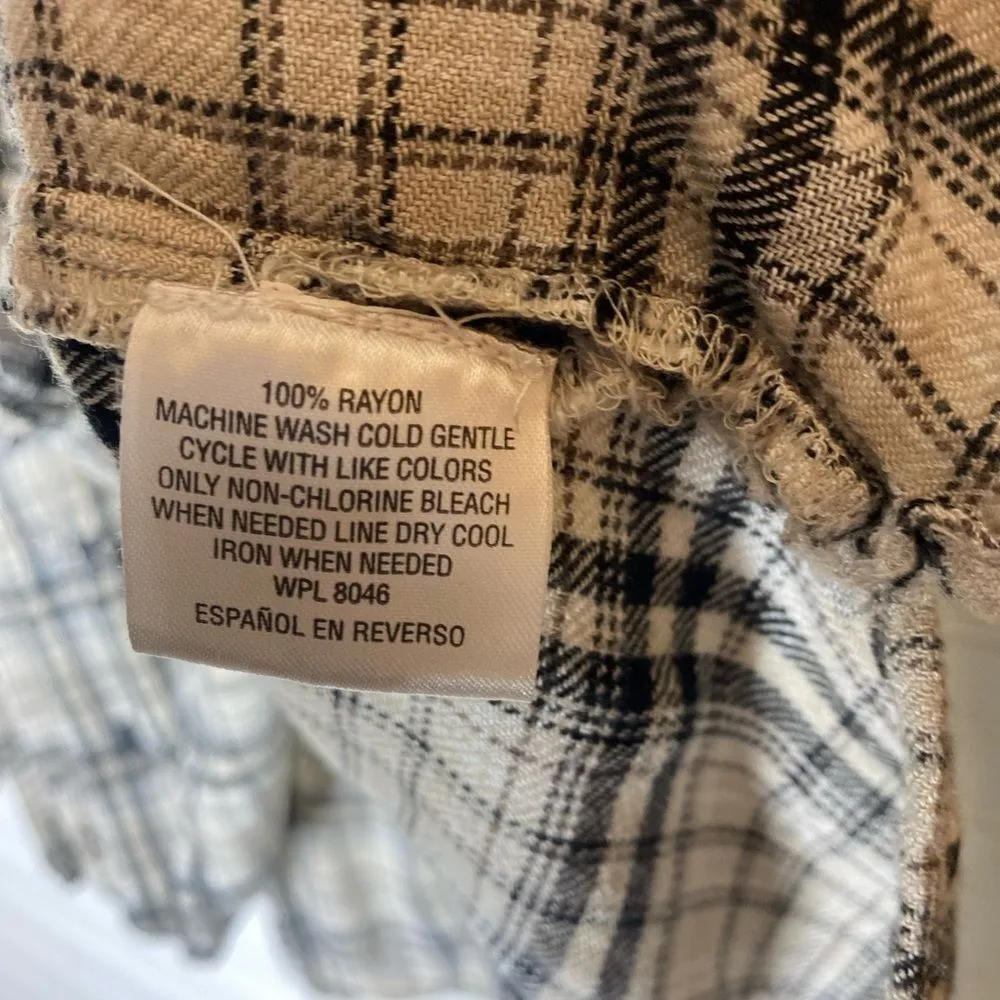 100% RAYON
MACHINE WASH COLD GENTLE
CYCLE WITH LIKE COLORS
ONLY NON-CHLORINE BLEACH
WHEN NEEDED LINE DRY COOL
IRON WHEN NEEDED
WPL 8046
ESPAÑOL EN REVERSO